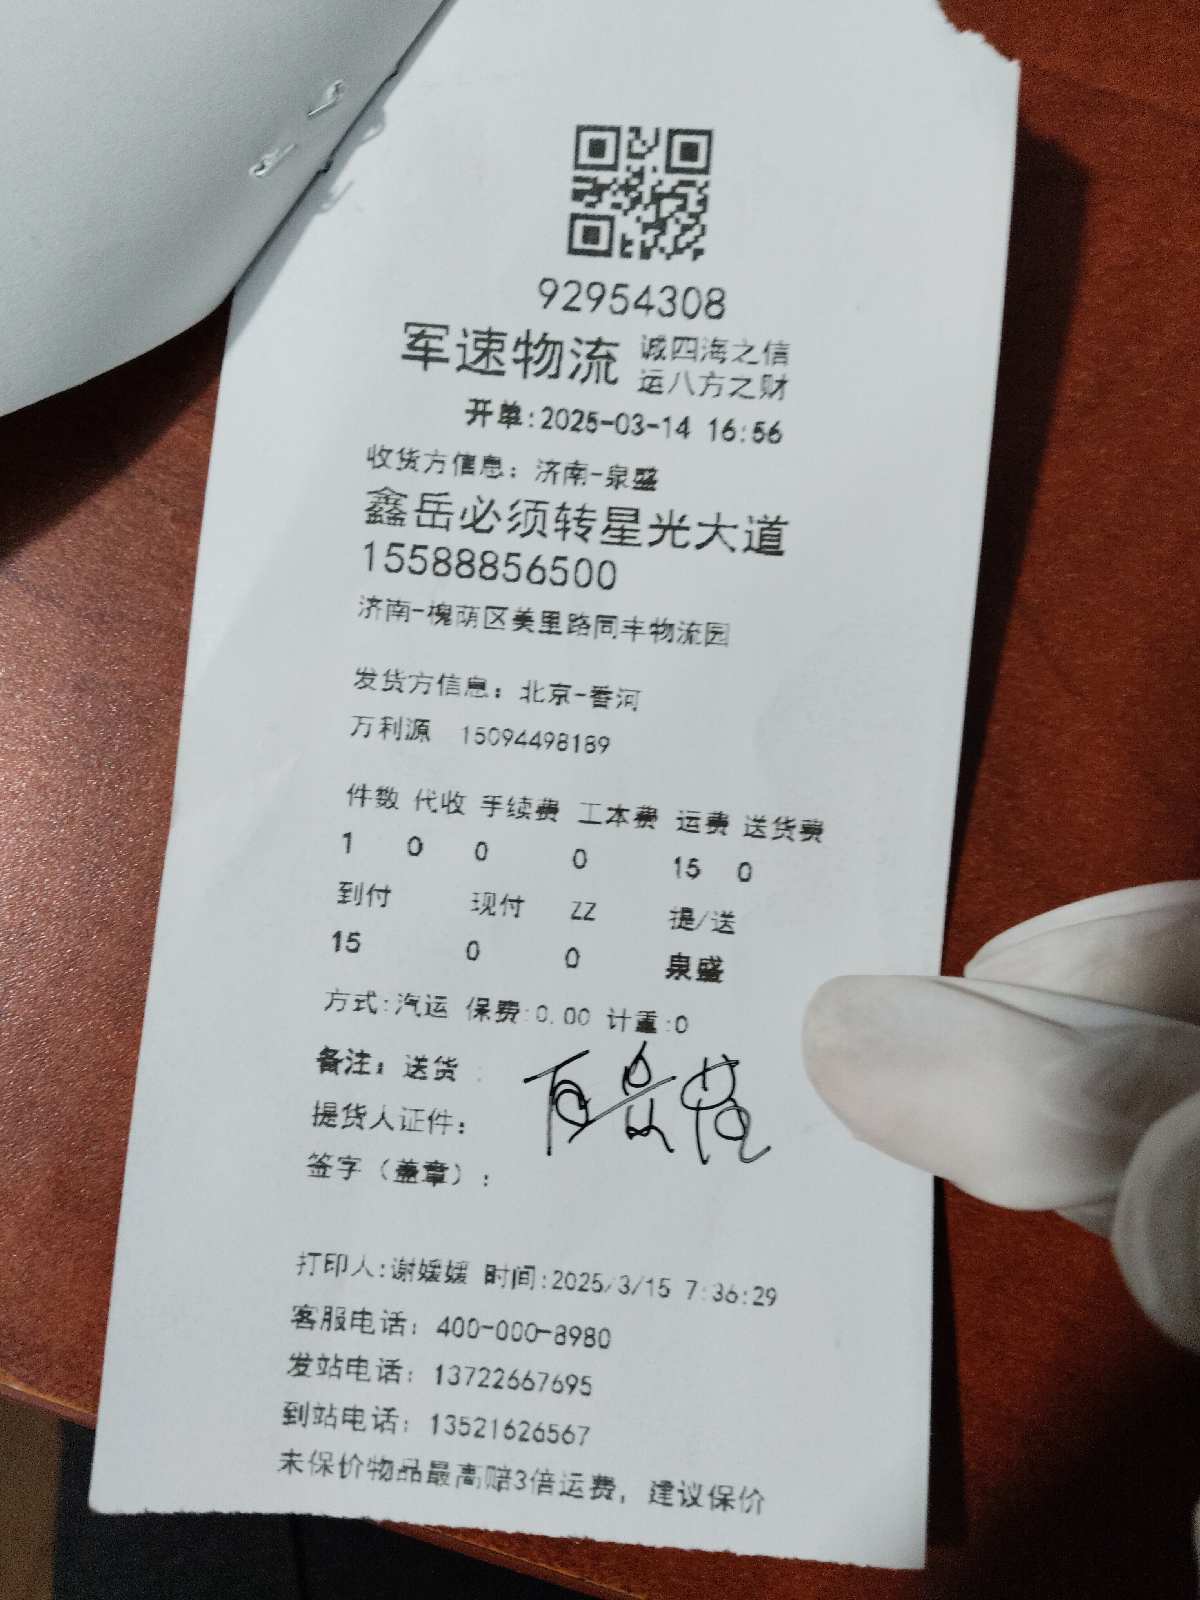 92954308
军速物流 诚四海之信
运八方之财
开单:2025-03-14 16:56
收货方信息：济南-泉盛
鑫岳必须转星光大道
15588856500
济南-槐荫区美里路同丰物流园
发货方信息：北京-香河
万利源 15094498189
件数 代收 手续费 工本费 运费 送货费
1 0 0 0 15 0
到付 现付 ZZ 提/送
15 0 0 泉盛
方式:汽运 保费:0.00 计重:0
备注：送货
提货人证件：
签字（盖章）：
打印人:谢媛媛 时间:2025/3/15 7:36:29
客服电话：400-000-8980
发站电话：13722667695
到站电话：13521626567
未保价物品最高赔3倍运费，建议保价